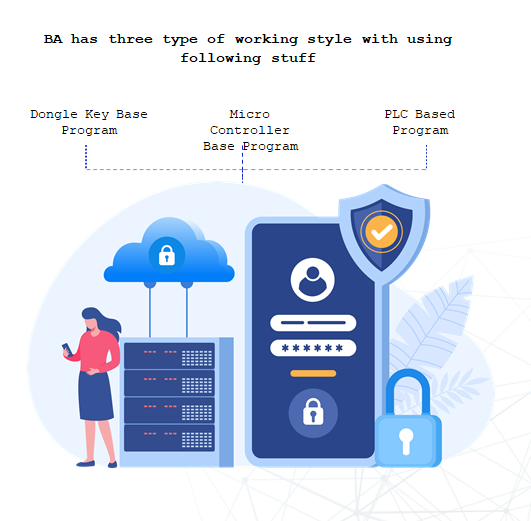 BA has three type of working style with using
following stuff
Dongle Key Base
Program
Micro
Controller
Base Program
PLC Based
Program
******